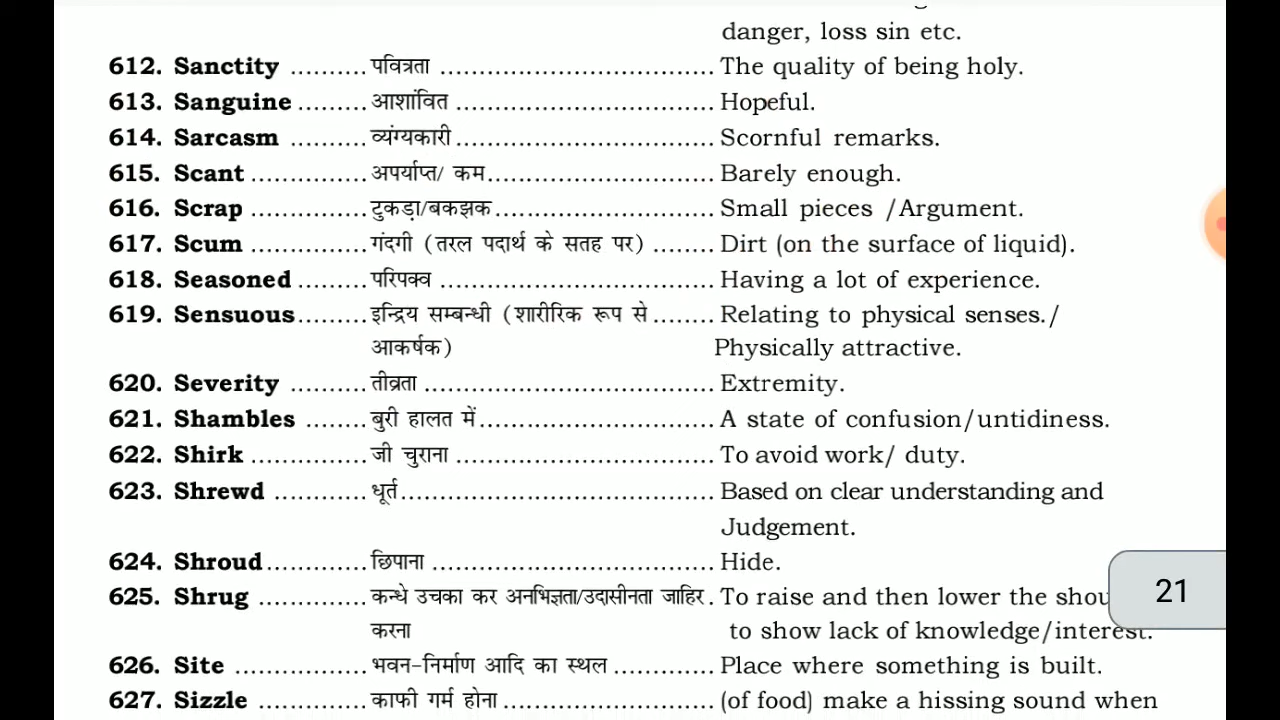 danger, loss sin etc.
612. Sanctity .......... पवित्रता ..................................... The quality of being holy.
613. Sanguine ......... आशांवित ................................... Hopeful.
614. Sarcasm .......... व्यंग्यकारी ................................... Scornful remarks.
615. Scant ............... अपर्याप्त/ कम............................... Barely enough.
616. Scrap ............... टुकड़ा/बकझक.............................. Small pieces /Argument.
617. Scum ............... गंदगी (तरल पदार्थ के सतह पर) ........ Dirt (on the surface of liquid).
618. Seasoned .......... परिपक्व ..................................... Having a lot of experience.
619. Sensuous......... इन्द्रिय सम्बन्धी (शारीरिक रूप से ........ Relating to physical senses./
आकर्षक) Physically attractive.
620. Severity .......... तीव्रता ....................................... Extremity.
621. Shambles ........ बुरी हालत में................................ A state of confusion/untidiness.
622. Shirk ............... जी चुराना ................................... To avoid work/ duty.
623. Shrewd ............ धूर्त.......................................... Based on clear understanding and
Judgement.
624. Shroud............. छिपाना ...................................... Hide.
625. Shrug .............. कन्धे उचका कर अनभिज्ञता/उदासीनता जाहिर . To raise and then lower the
करना to show lack of knowledge/interest.
21
626. Site ................. भवन-निर्माण आदि का स्थल .............. Place where something is built.
627. Sizzle .............. काफी गर्म होना ............................. (of food) make a hissing sound when